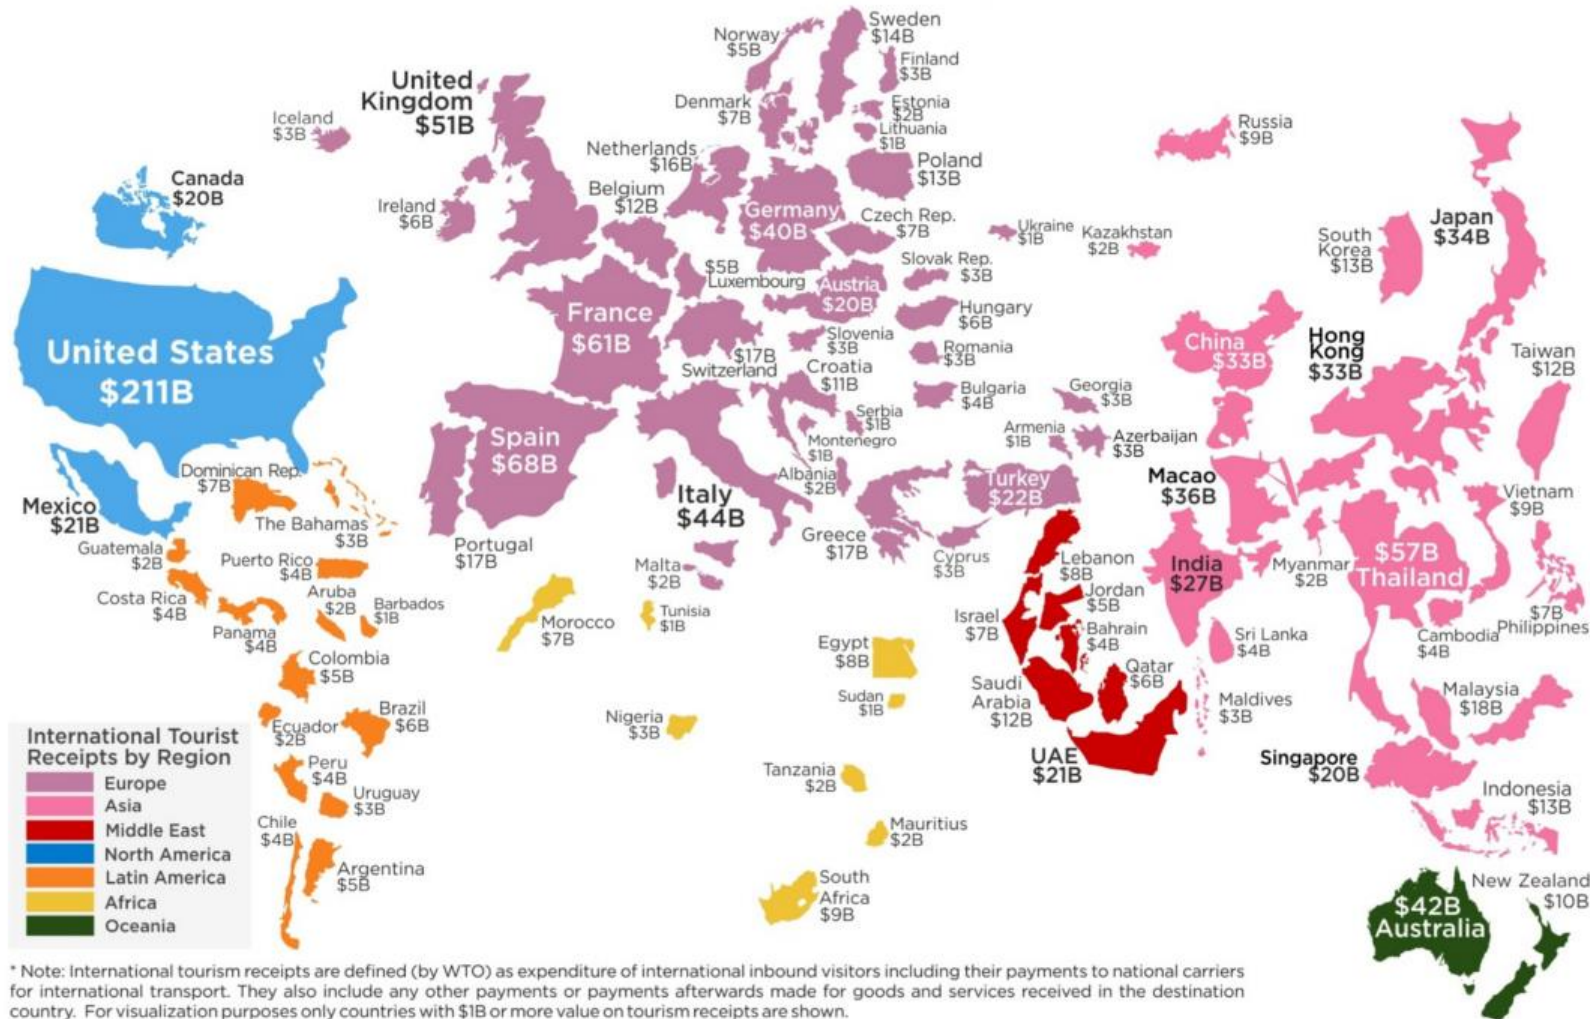 Norway
$5B
Sweden
$14B
Finland
$3B
United
Kingdom
$51B
Denmark
$7B
Estonia
$2B
Lithuania
$1B
Iceland
$3B
Russia
$9B
Netherlands
$16B
Poland
$13B
Canada
$20B
Belgium
$12B
Ireland
$6B
Germany
$40B
Czech Rep.
$7B
Ukraine
$1B
Kazakhstan
$2B
South
Korea
$13B
Japan
$34B
$5B
Luxembourg
Slovak Rep.
$3B
Austria
$20B
France
$61B
Hungary
$6B
United States
$211B
Slovenia
$3B
Romania
$3B
$17B
Switzerland
Croatia
$11B
China
$33B
Hong
Kong
$33B
Taiwan
$12B
Bulgaria
$4B
Georgia
$3B
Serbia
$1B
Montenegro
$1B
Armenia
$1B
Azerbaijan
$3B
Spain
$68B
Albania
$2B
Turkey
$22B
Macao
$36B
Dominican Rep.
$7B
Mexico
$21B
Italy
$44B
Vietnam
$9B
The Bahamas
$3B
Portugal
$17B
Greece
$17B
Cyprus
$3B
Guatemala
$2B
Puerto Rico
$4B
Malta
$2B
Lebanon
$8B
India
$27B
Myanmar
$2B
$57B
Thailand
Costa Rica
$4B
Aruba
$2B
Barbados
$1B
Jordan
$5B
Panama
$4B
Morocco
$7B
Tunisia
$1B
Israel
$7B
Bahrain
$4B
Sri Lanka
$4B
Cambodia
$4B
$7B
Philippines
Egypt
$8B
Colombia
$5B
Qatar
$6B
Saudi
Arabia
$12B
Sudan
$1B
Maldives
$3B
Malaysia
$18B
Nigeria
$3B
Ecuador
$2B
Brazil
$6B
UAE
$21B
Singapore
$20B
Peru
$4B
Tanzania
$2B
Indonesia
$13B
Uruguay
$3B
Chile
$4B
Mauritius
$2B
Argentina
$5B
South
Africa
$9B
$42B
Australia
New Zealand
$10B
International Tourist
Receipts by Region
Europe
Asia
Middle East
North America
Latin America
Africa
Oceania
* Note: International tourism receipts are defined (by WTO) as expenditure of international inbound visitors including their payments to national carriers
for international transport. They also include any other payments or payments afterwards made for goods and services received in the destination
country. For visualization purposes only countries with $1B or more value on tourism receipts are shown.